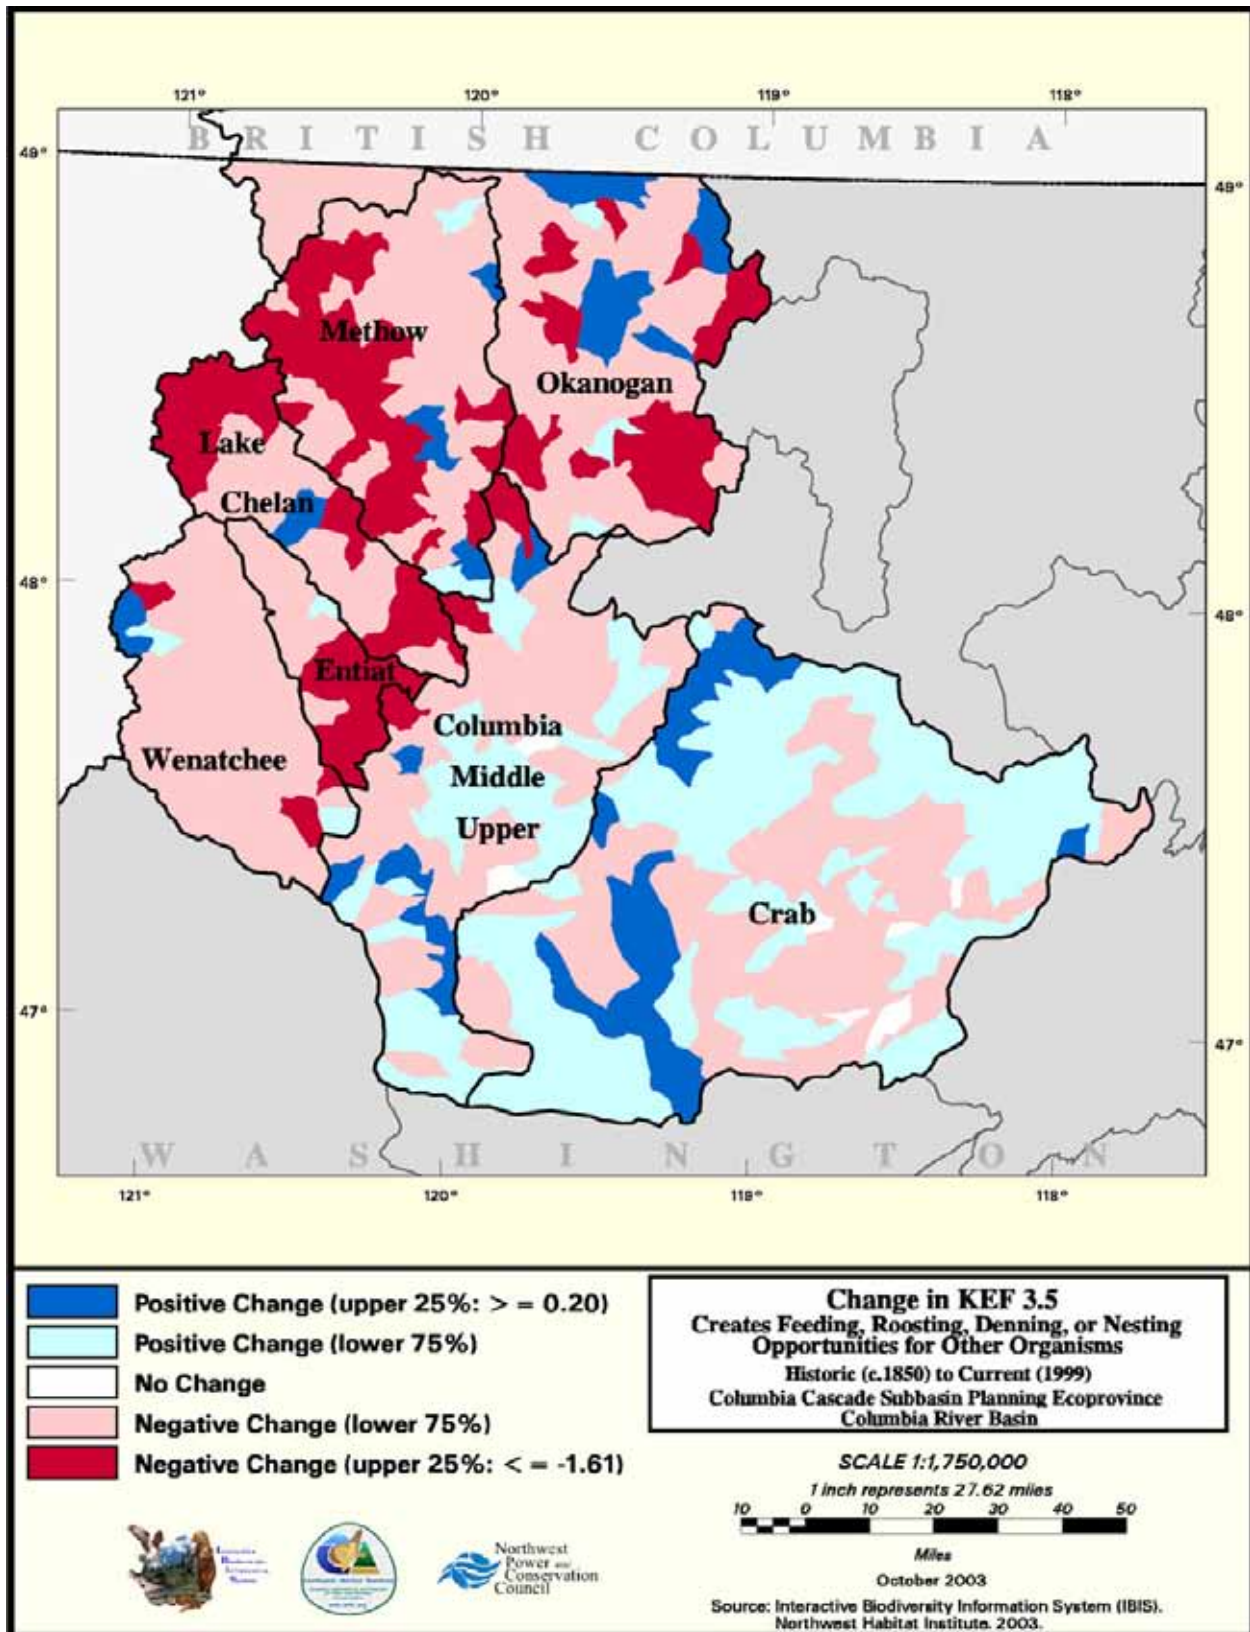 121° 120° 119° 118°
BRITISH COLUMBIA
49° 49°
Methow
Okanogan
Lake
Chelan
48° 48°
Entiat
Columbia
Wenatchee Middle
Upper
Crab
47° 47°
WASHINGTON
121° 120° 119° 118°
Positive Change (upper 25%: > = 0.20)
Positive Change (lower 75%)
No Change
Negative Change (lower 75%)
Negative Change (upper 25%: < = -1.61)
Change in KEF 3.5
Creates Feeding, Roosting, Denning, or Nesting
Opportunities for Other Organisms
Historic (c.1850) to Current (1999)
Columbia Cascade Subbasin Planning Ecoprovince
Columbia River Basin
SCALE 1:1,750,000
1 inch represents 27.62 miles
10 0 10 20 30 40 50
Miles
October 2003
Source: Interactive Biodiversity Information System (IBIS).
Northwest Habitat Institute. 2003.
Northwest
Power and
Conservation
Council